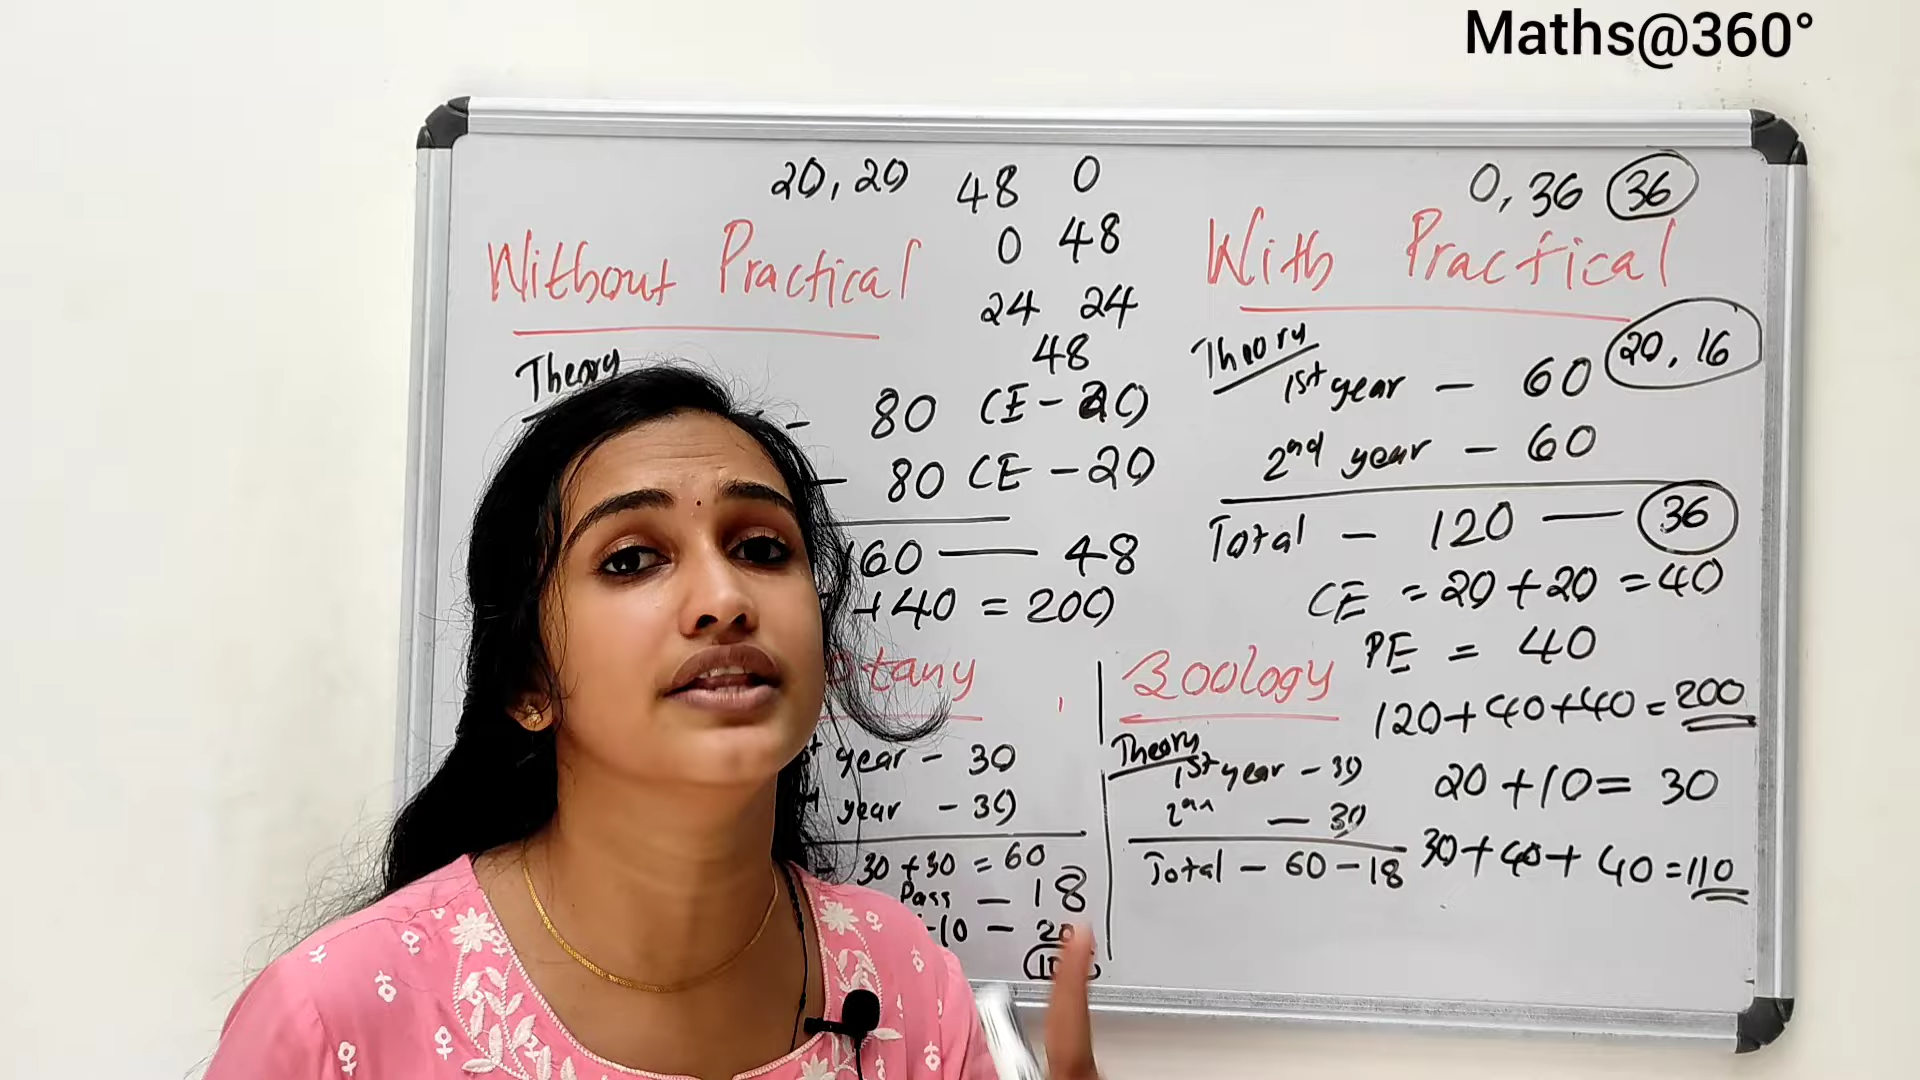 Maths@360°
20, 20 48 0
0 48
24 24
48
Without Practical
Theory
- 80 CE - 20
- 80 CE - 20
160 — 48
+40 = 200
0, 36 36
With Practical
Theory
1st year - 60 20, 16
2nd year - 60
Total - 120 — 36
CE = 20 + 20 = 40
PE = 40
120+40+40 = 200
20 + 10 = 30
30+40+40 = 110
year - 30
year - 30
- 30 + 30 = 60
Pass - 18
10 - 20
Zoology
Theory
1st year - 30
- 30
Total - 60 - 18